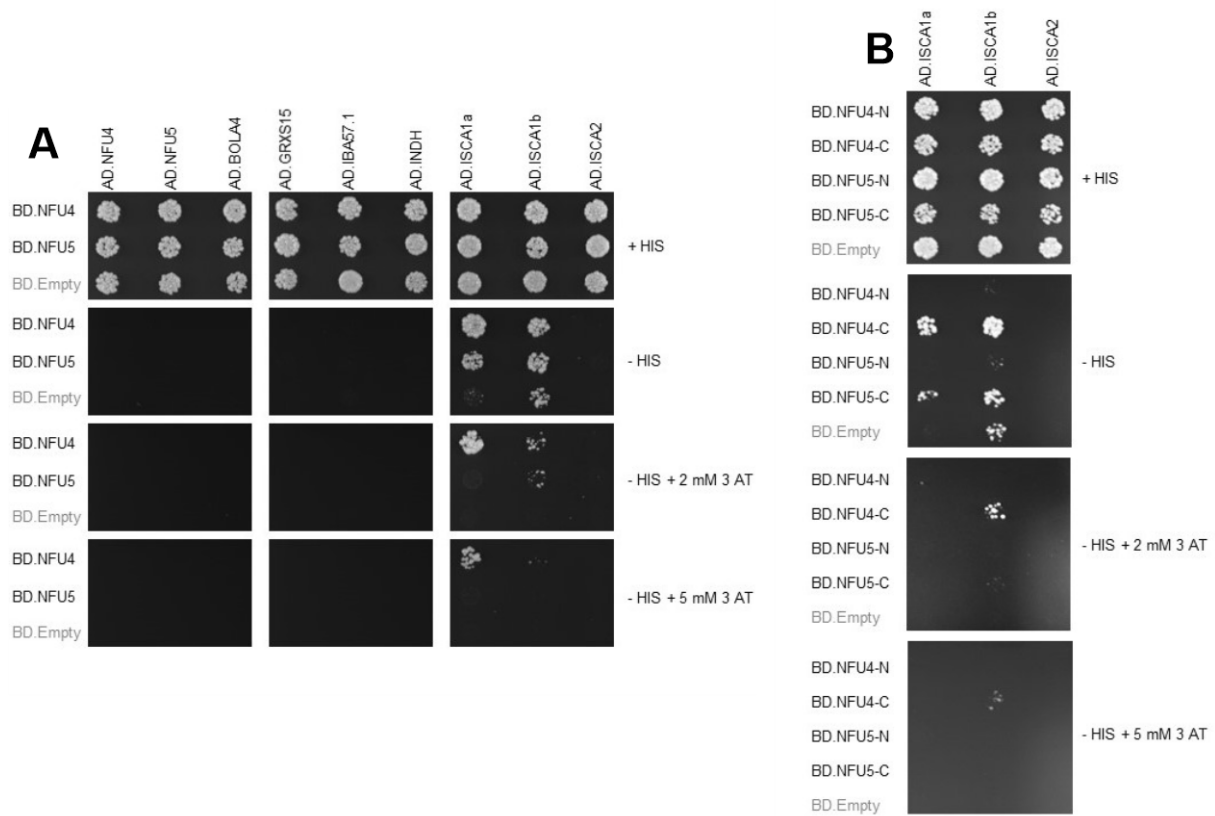 A
AD.NFU4
AD.NFU5
AD.BOLA4
AD.GRXS15
AD.IBA57.1
AD.INDH
AD.ISCA1a
AD.ISCA1b
AD.ISCA2
BD.NFU4
BD.NFU5
BD.Empty
+ HIS
BD.NFU4
BD.NFU5
BD.Empty
- HIS
BD.NFU4
BD.NFU5
BD.Empty
- HIS + 2 mM 3 AT
BD.NFU4
BD.NFU5
BD.Empty
- HIS + 5 mM 3 AT
B
AD.ISCA1a
AD.ISCA1b
AD.ISCA2
BD.NFU4-N
BD.NFU4-C
BD.NFU5-N
BD.NFU5-C
BD.Empty
+ HIS
BD.NFU4-N
BD.NFU4-C
BD.NFU5-N
BD.NFU5-C
BD.Empty
- HIS
BD.NFU4-N
BD.NFU4-C
BD.NFU5-N
BD.NFU5-C
BD.Empty
- HIS + 2 mM 3 AT
BD.NFU4-N
BD.NFU4-C
BD.NFU5-N
BD.NFU5-C
BD.Empty
- HIS + 5 mM 3 AT